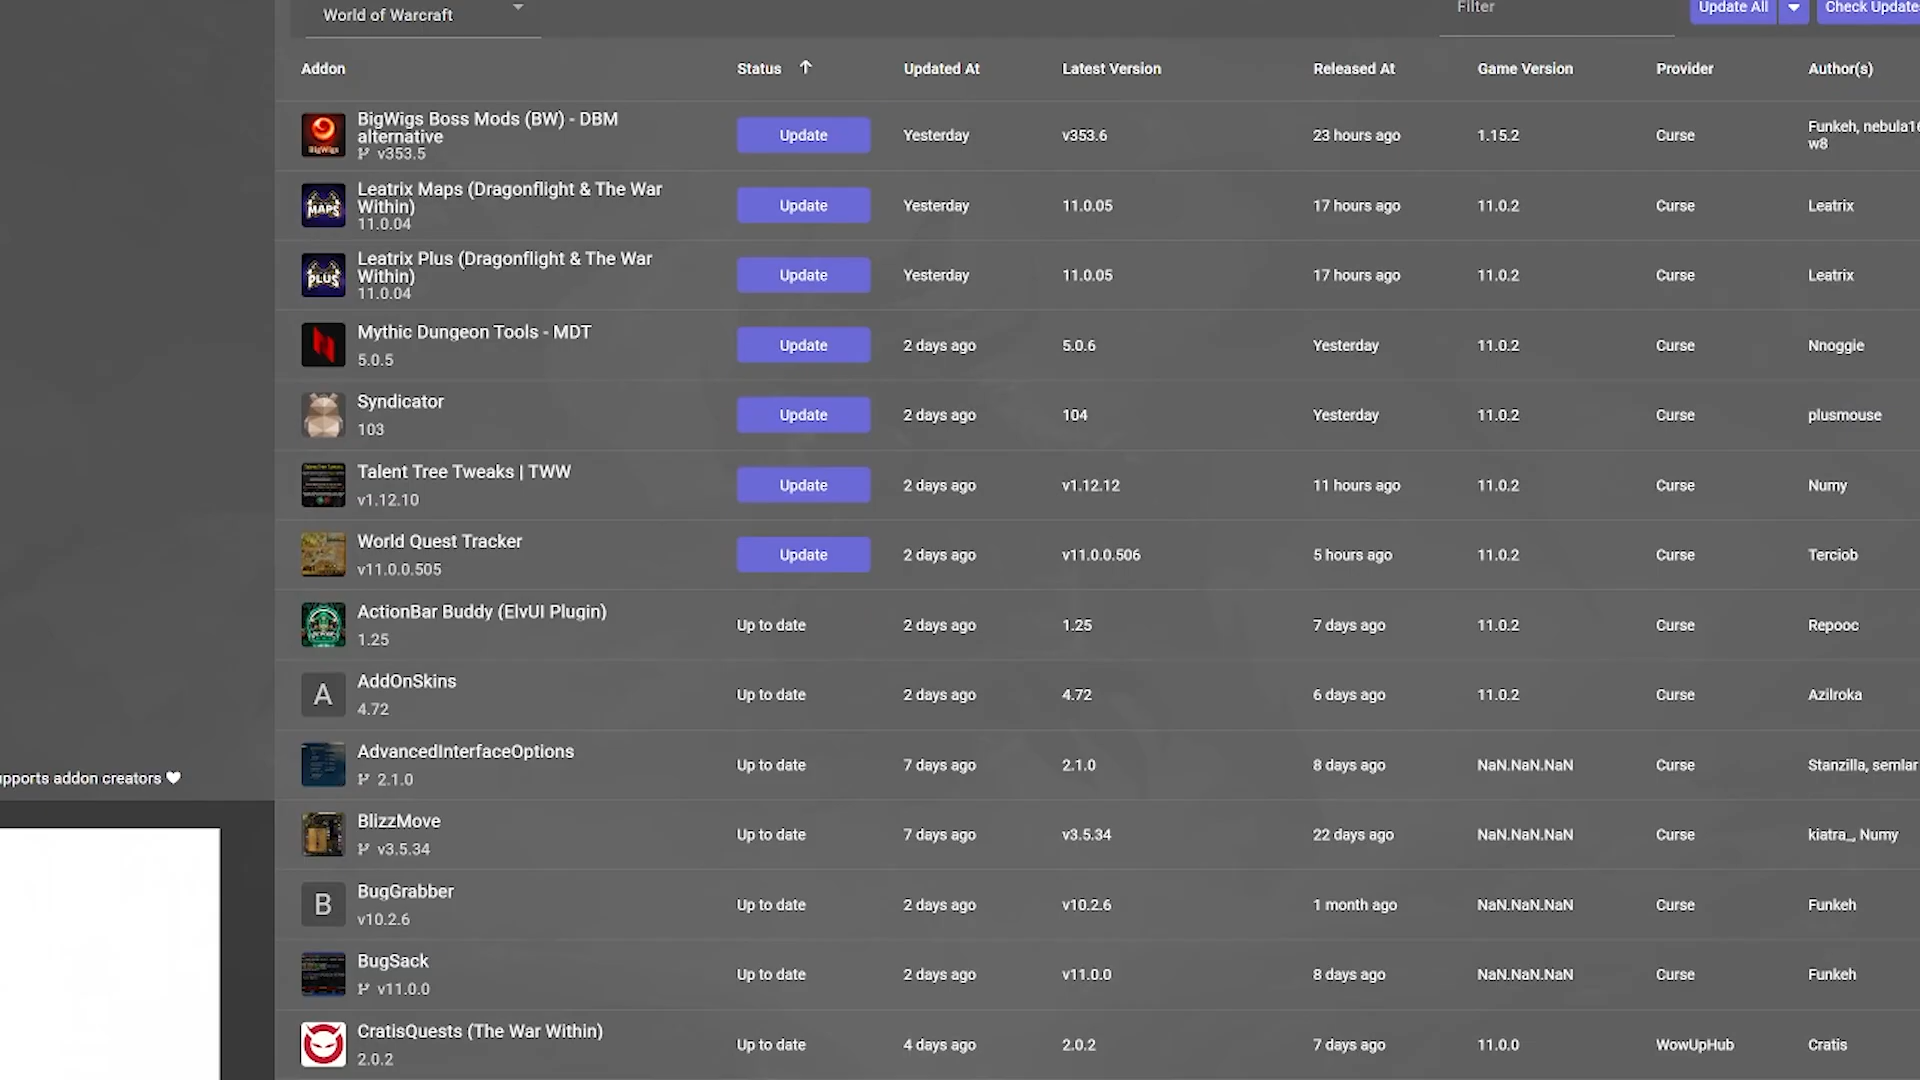 World of Warcraft
Filter
Update All
Check Update
Addon Status Updated At Latest Version Released At Game Version Provider Author(s)
BigWigs Boss Mods (BW) - DBM
alternative
v353.5
Update Yesterday v353.6 23 hours ago 1.15.2 Curse
Funkeh, nebula16
w8
Leatrix Maps (Dragonflight & The War
Within)
11.0.04
MAPS
Update Yesterday 11.0.05 17 hours ago 11.0.2 Curse Leatrix
Leatrix Plus (Dragonflight & The War
Within)
11.0.04
PLUS
Update Yesterday 11.0.05 17 hours ago 11.0.2 Curse Leatrix
Mythic Dungeon Tools - MDT
5.0.5
Update 2 days ago 5.0.6 Yesterday 11.0.2 Curse Nnoggie
Syndicator
103
Update 2 days ago 104 Yesterday 11.0.2 Curse plusmouse
Talent Tree Tweaks | TWW
v1.12.10
Update 2 days ago v1.12.12 11 hours ago 11.0.2 Curse Numy
World Quest Tracker
v11.0.0.505
Update 2 days ago v11.0.0.506 5 hours ago 11.0.2 Curse Terciob
ActionBar Buddy (ElvUI Plugin)
1.25
Up to date 2 days ago 1.25 7 days ago 11.0.2 Curse Repooc
A
AddOnSkins
4.72
Up to date 2 days ago 4.72 6 days ago 11.0.2 Curse Azilroka
AdvancedInterfaceOptions
2.1.0
Up to date 7 days ago 2.1.0 8 days ago NaN.NaN.NaN Curse Stanzilla, semlar
BlizzMove
v3.5.34
Up to date 7 days ago v3.5.34 22 days ago NaN.NaN.NaN Curse kiatra_, Numy
B
BugGrabber
v10.2.6
Up to date 2 days ago v10.2.6 1 month ago NaN.NaN.NaN Curse Funkeh
BugSack
v11.0.0
Up to date 2 days ago v11.0.0 8 days ago NaN.NaN.NaN Curse Funkeh
CratisQuests (The War Within)
2.0.2
Up to date 4 days ago 2.0.2 7 days ago 11.0.0 WowUpHub Cratis
upports addon creators